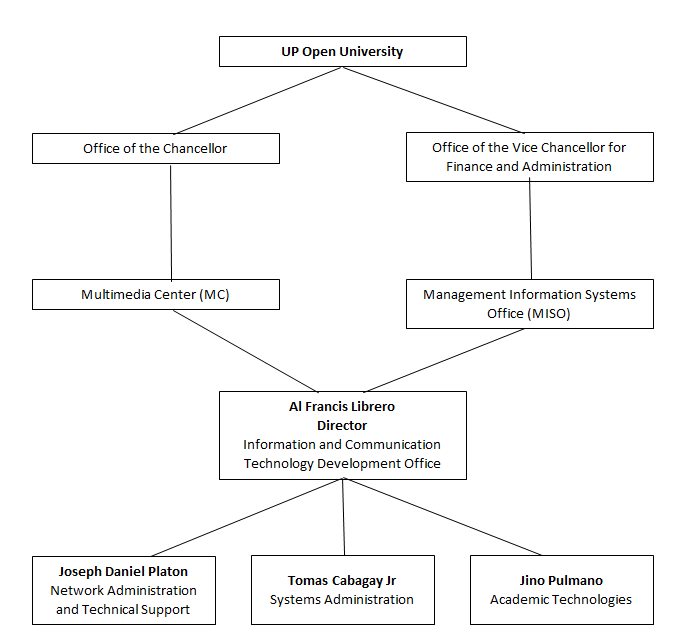 UP Open University
Office of the Chancellor
Office of the Vice Chancellor for
Finance and Administration
Multimedia Center (MC)
Management Information Systems
Office (MISO)
Al Francis Librero
Director
Information and Communication
Technology Development Office
Joseph Daniel Platon
Network Administration
and Technical Support
Tomas Cabagay Jr
Systems Administration
Jino Pulmano
Academic Technologies